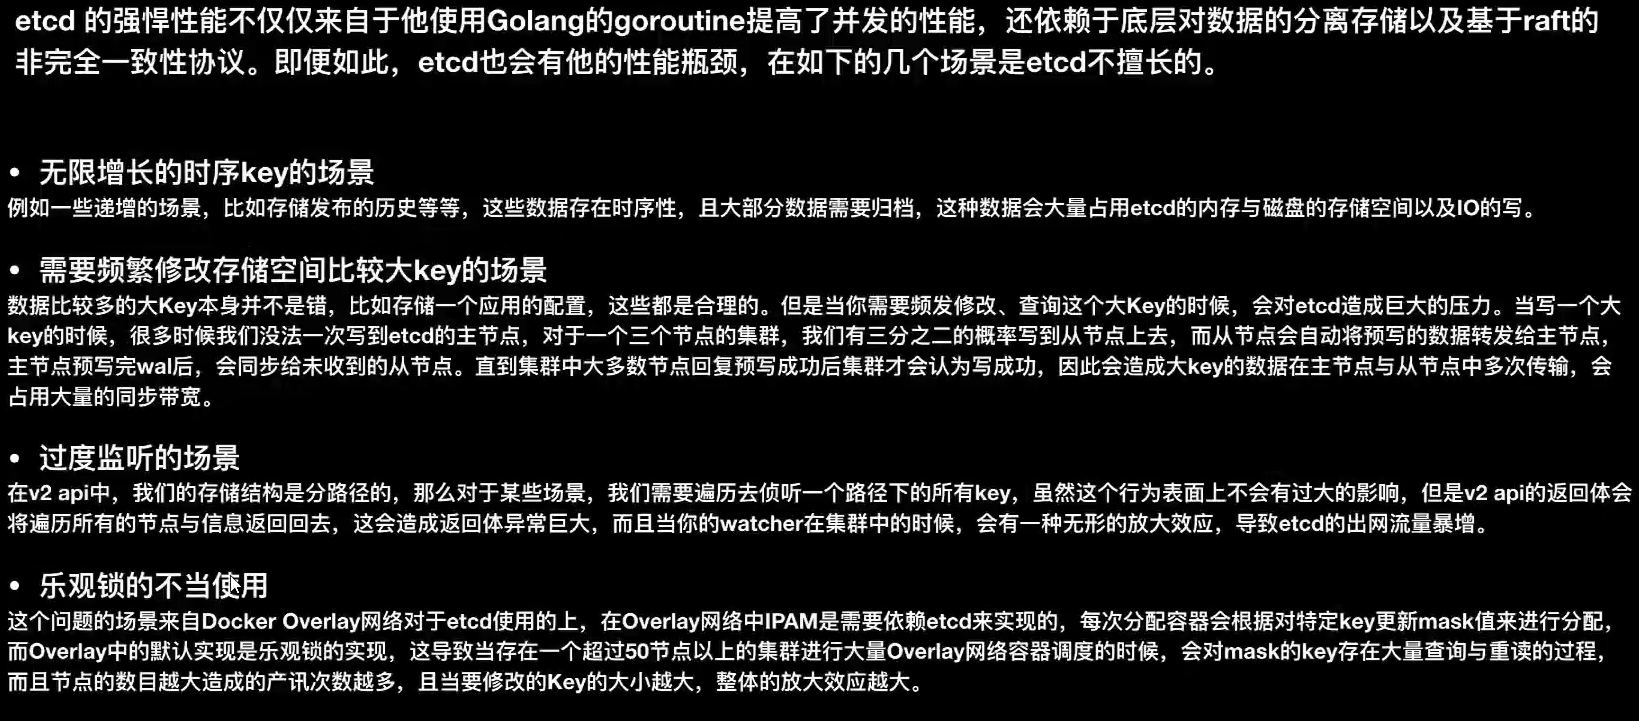 etcd 的强悍性能不仅仅来自于他使用Golang的goroutine提高了并发的性能，还依赖于底层对数据的分离存储以及基于raft的
非完全一致性协议。即便如此，etcd也会有他的性能瓶颈，在如下的几个场景是etcd不擅长的。
• 无限增长的时序key的场景
例如一些递增的场景，比如存储发布的历史等等，这些数据存在时序性，且大部分数据需要归档，这种数据会大量占用etcd的内存与磁盘的存储空间以及IO的写。
• 需要频繁修改存储空间比较大key的场景
数据比较多的大Key本身并不是错，比如存储一个应用的配置，这些都是合理的。但是当你需要频发修改、查询这个大Key的时候，会对etcd造成巨大的压力。当写一个大
key的时候，很多时候我们没法一次写到etcd的主节点，对于一个三个节点的集群，我们有三分之二的概率写到从节点上去，而从节点会自动将预写的数据转发给主节点，
主节点预写完wal后，会同步给未收到的从节点。直到集群中大多数节点回复预写成功后集群才会认为写成功，因此会造成大key的数据在主节点与从节点中多次传输，会
占用大量的同步带宽。
• 过度监听的场景
在v2 api中，我们的存储结构是分路径的，那么对于某些场景，我们需要遍历去侦听一个路径下的所有key，虽然这个行为表面上不会有过大的影响，但是v2 api的返回体会
将遍历所有的节点与信息返回回去，这会造成返回体异常巨大，而且当你的watcher在集群中的时候，会有一种无形的放大效应，导致etcd的出网流量暴增。
• 乐观锁的不当使用
这个问题的场景来自Docker Overlay网络对于etcd使用的上，在Overlay网络中IPAM是需要依赖etcd来实现的，每次分配容器会根据对特定key更新mask值来进行分配，
而Overlay中的默认实现是乐观锁的实现，这导致当存在一个超过50节点以上的集群进行大量Overlay网络容器调度的时候，会对mask的key存在大量查询与重读的过程，
而且节点的数目越大造成的产讯次数越多，且当要修改的Key的大小越大，整体的放大效应越大。